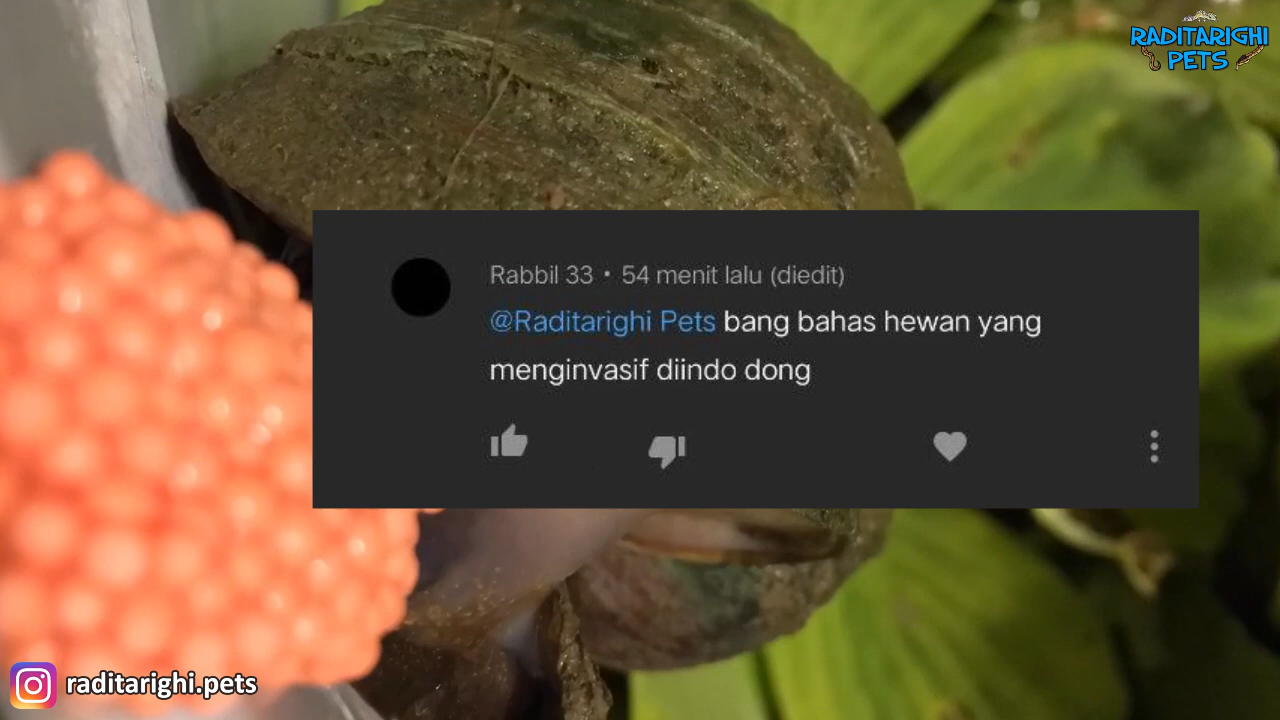 RADITARIGHI
PETS
Rabbil 33 • 54 menit lalu (diedit)
@Raditarighi Pets bang bahas hewan yang
menginvasif diindo dong
raditarighi.pets